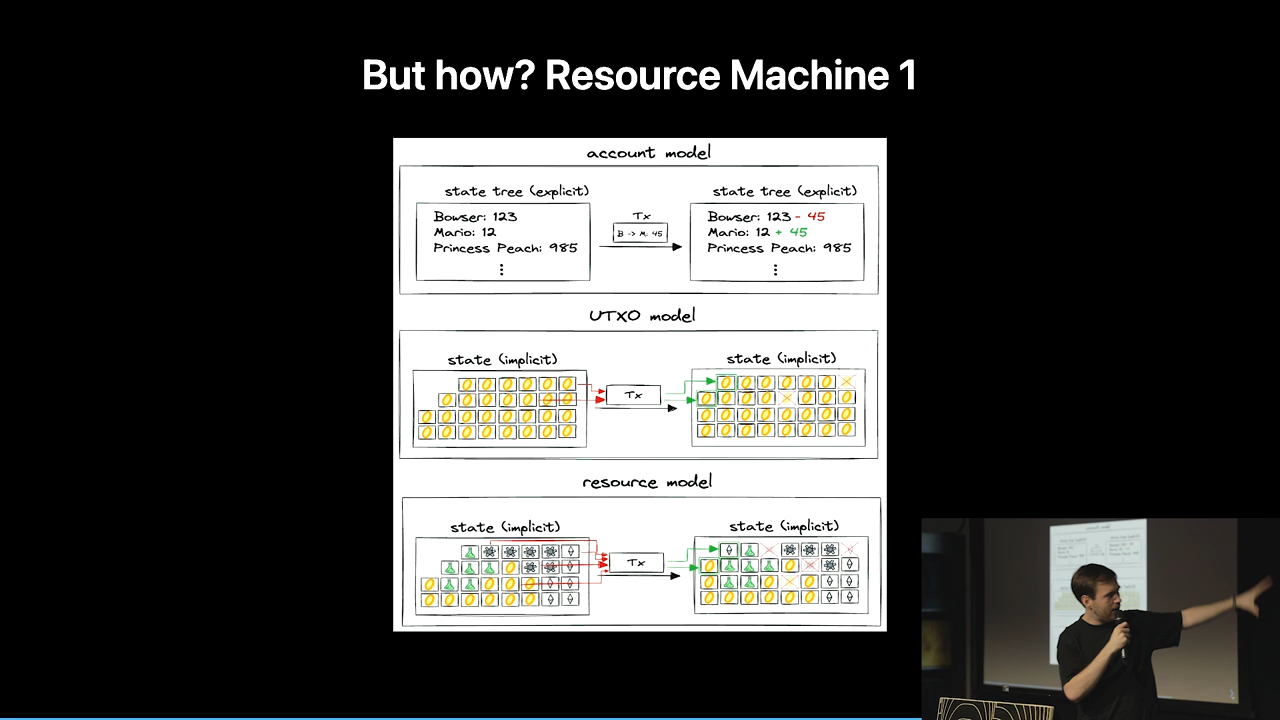 But how? Resource Machine 1
account model
state tree (explicit)
Bowser: 123
Mario: 12
Princess Peach: 985
Tx
B -> M: 45
state tree (explicit)
Bowser: 123 - 45
Mario: 12 + 45
Princess Peach: 985
UTXO model
state (implicit)
Tx
state (implicit)
resource model
state (implicit)
Tx
state (implicit)